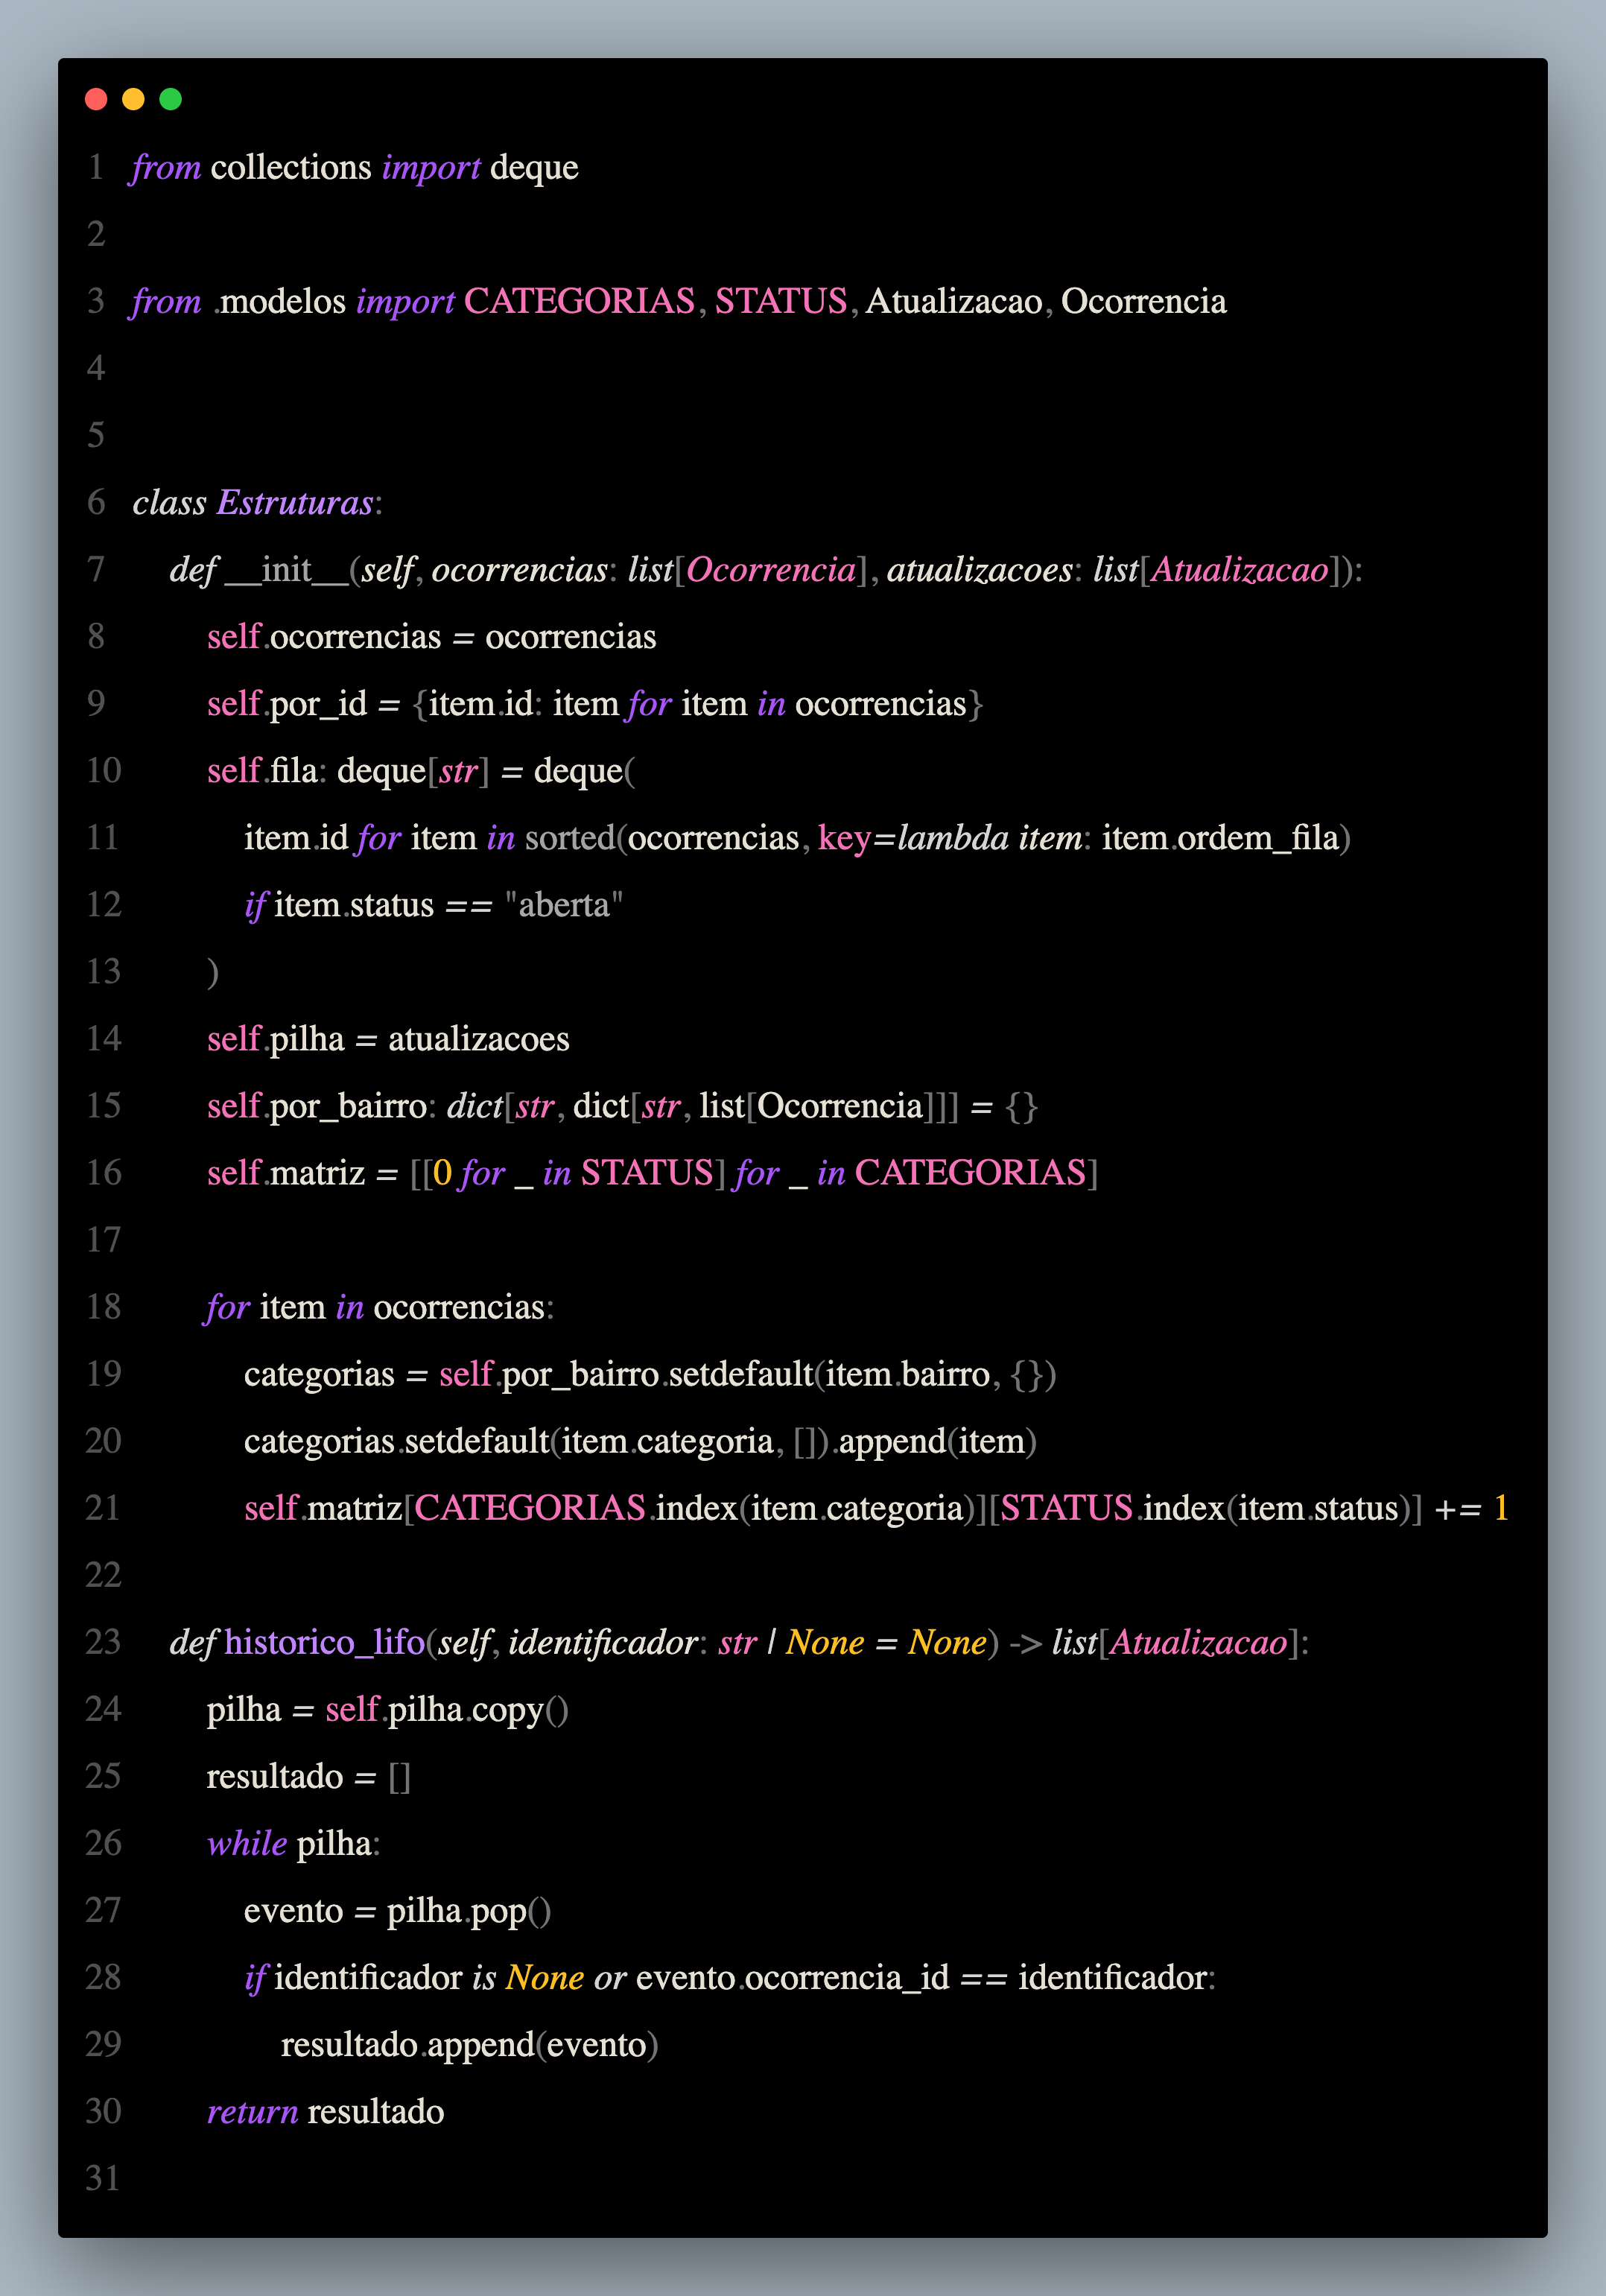 1 from collections import deque
2
3 from .modelos import CATEGORIAS, STATUS, Atualizacao, Ocorrencia
4
5
6 class Estruturas:
7     def __init__(self, ocorrencias: list[Ocorrencia], atualizacoes: list[Atualizacao]):
8         self.ocorrencias = ocorrencias
9         self.por_id = {item.id: item for item in ocorrencias}
10         self.fila: deque[str] = deque(
11             item.id for item in sorted(ocorrencias, key=lambda item: item.ordem_fila)
12             if item.status == "aberta"
13         )
14         self.pilha = atualizacoes
15         self.por_bairro: dict[str, dict[str, list[Ocorrencia]]] = {}
16         self.matriz = [[0 for _ in STATUS] for _ in CATEGORIAS]
17
18         for item in ocorrencias:
19             categorias = self.por_bairro.setdefault(item.bairro, {})
20             categorias.setdefault(item.categoria, []).append(item)
21             self.matriz[CATEGORIAS.index(item.categoria)][STATUS.index(item.status)] += 1
22
23     def historico_lifo(self, identificador: str | None = None) -> list[Atualizacao]:
24         pilha = self.pilha.copy()
25         resultado = []
26         while pilha:
27             evento = pilha.pop()
28             if identificador is None or evento.ocorrencia_id == identificador:
29                 resultado.append(evento)
30         return resultado
31